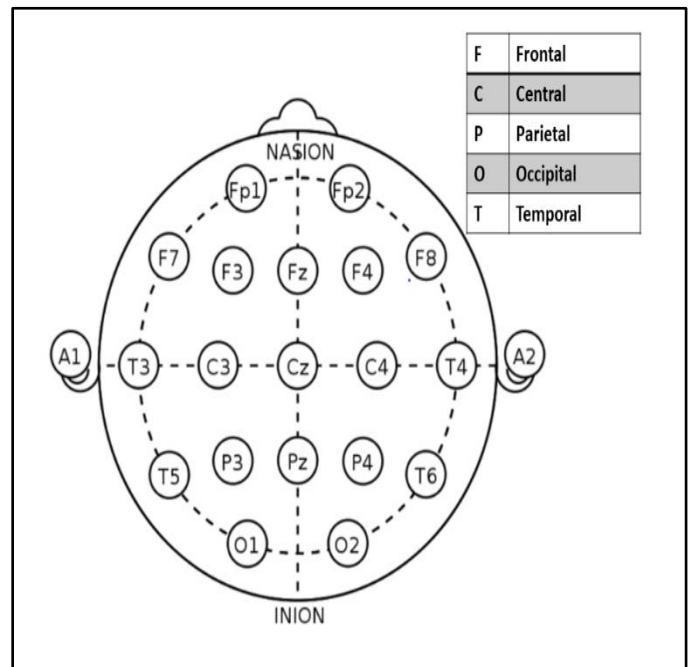 F Frontal
C Central
P Parietal
O Occipital
T Temporal
NASION
Fp1 Fp2
F7 F3 Fz F4 F8
A1 T3 C3 Cz C4 T4 A2
T5 P3 Pz P4 T6
O1 O2
INION